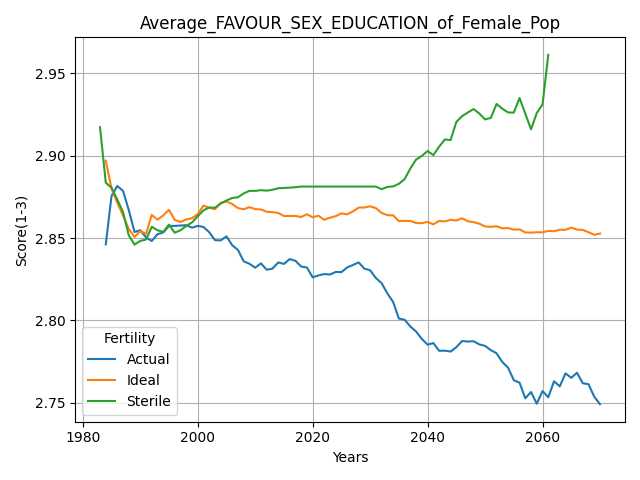 Average_FAVOUR_SEX_EDUCATION_of_Female_Pop
Score(1-3)
2.95
2.90
2.85
2.80
2.75
Fertility
Actual
Ideal
Sterile
1980 2000 2020 2040 2060
Years